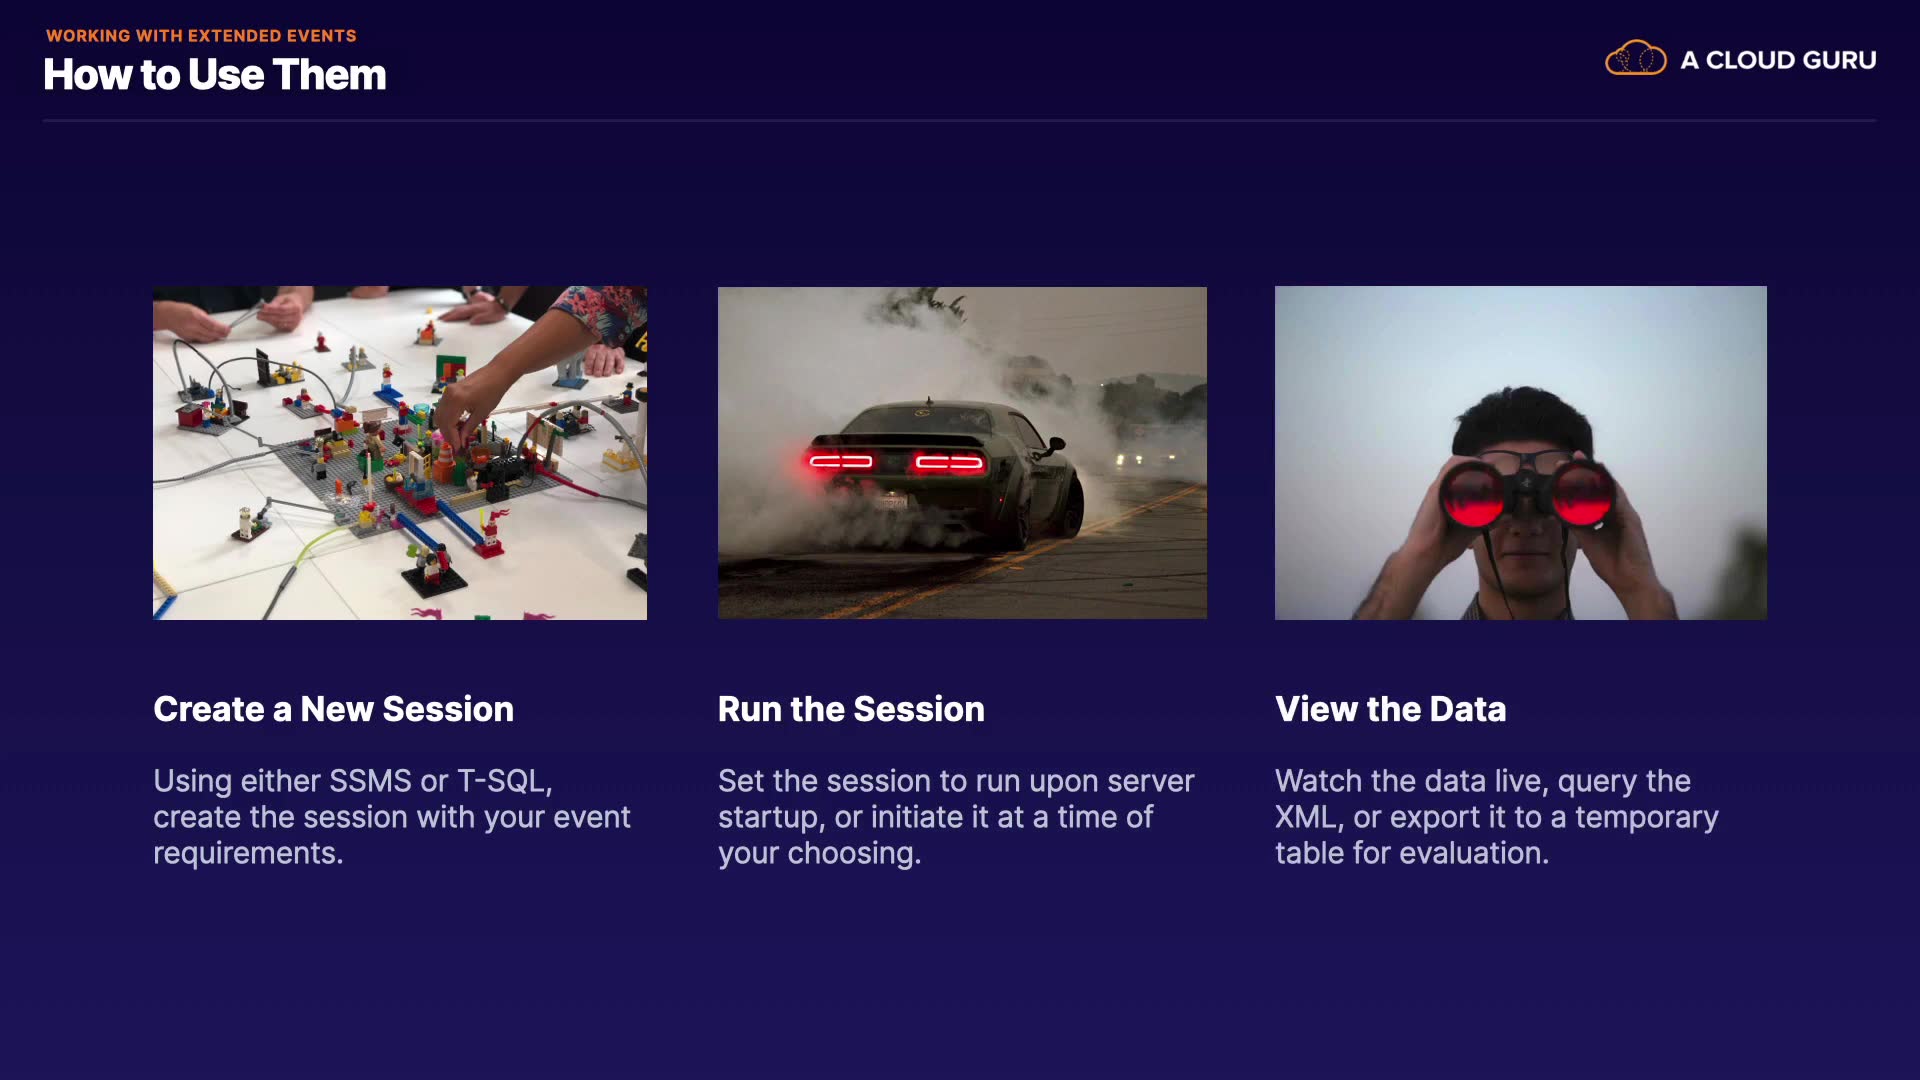 WORKING WITH EXTENDED EVENTS
How to Use Them
A CLOUD GURU
Create a New Session
Using either SSMS or T-SQL,
create the session with your event
requirements.
Run the Session
Set the session to run upon server
startup, or initiate it at a time of
your choosing.
View the Data
Watch the data live, query the
XML, or export it to a temporary
table for evaluation.